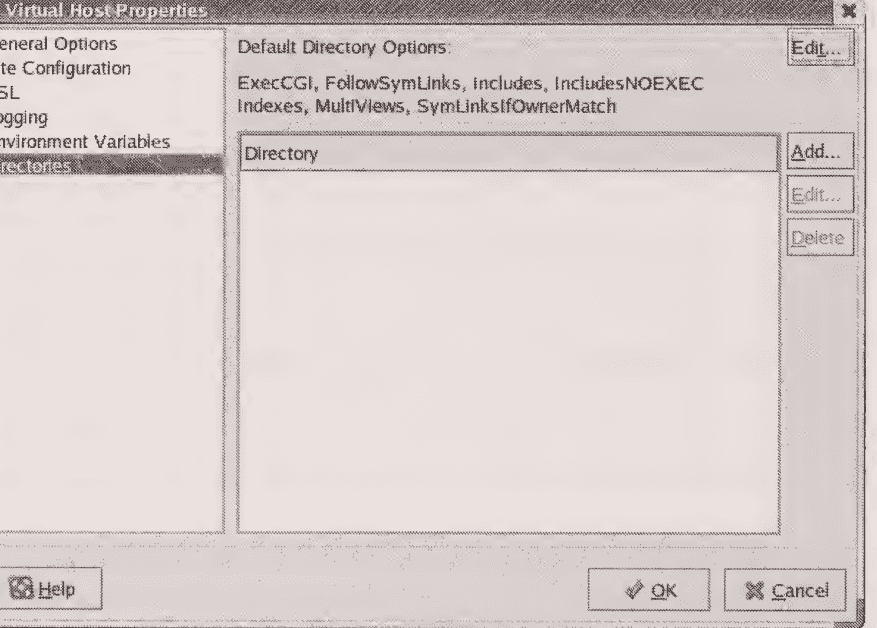 Virtual Host Properties
eneral Options
te Configuration
SL
ogging
nvironment Variables
rectories
Default Directory Options:
Edit...
ExecCGI, FollowSymLinks, Includes, IncludesNOEXEC
Indexes, MultiViews, SymLinksIfOwnerMatch
Directory
Add...
Edit...
Delete
Help
OK
Cancel